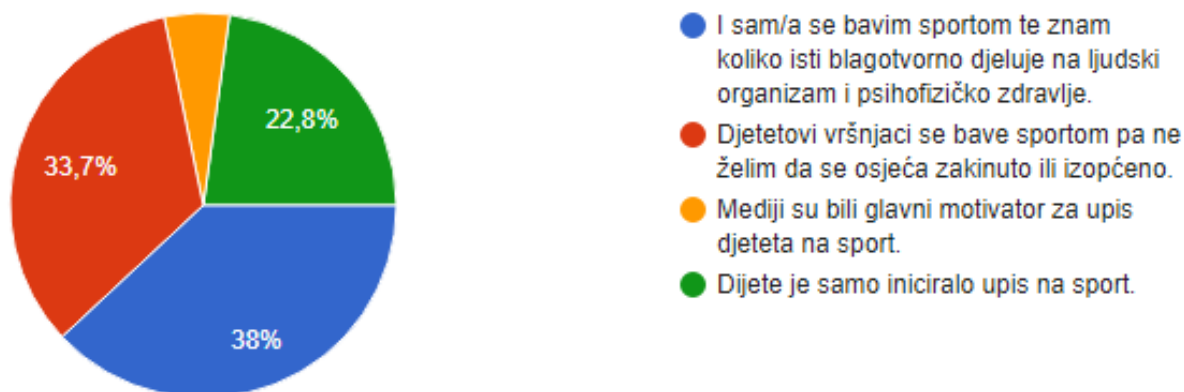 22,8%
33,7%
38%
I sam/a se bavim sportom te znam
koliko isti blagotvorno djeluje na ljudski
organizam i psihofizičko zdravlje.
Djetetovi vršnjaci se bave sportom pa ne
želim da se osjeća zakinuto ili izopćeno.
Mediji su bili glavni motivator za upis
djeteta na sport.
Dijete je samo iniciralo upis na sport.